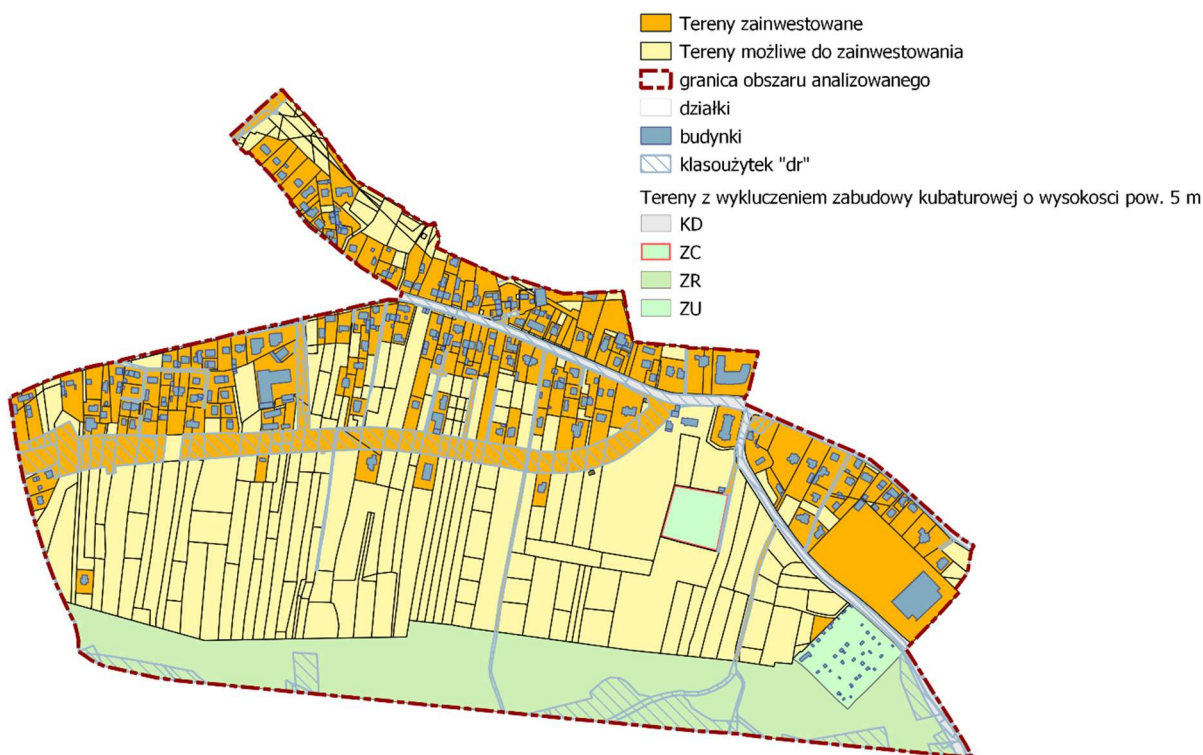 Tereny zainwestowane
Tereny możliwe do zainwestowania
granica obszaru analizowanego
działki
budynki
klasoużytek "dr"
Tereny z wykluczeniem zabudowy kubaturowej o wysokosci pow. 5 m
KD
ZC
ZR
ZU